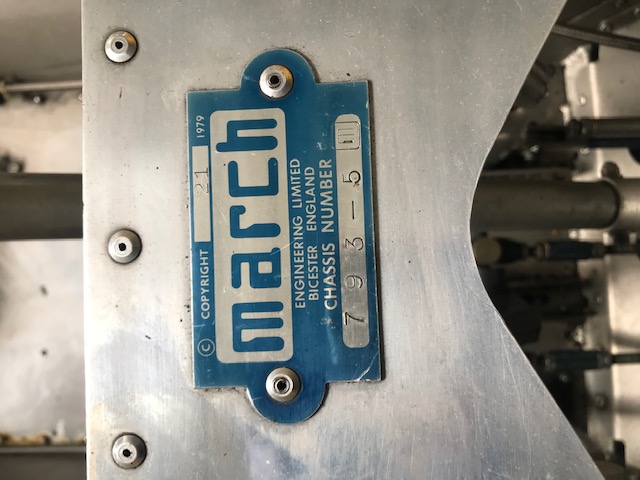 © COPYRIGHT 21 1979
march
ENGINEERING LIMITED
BICESTER ENGLAND
CHASSIS NUMBER
793-5 m